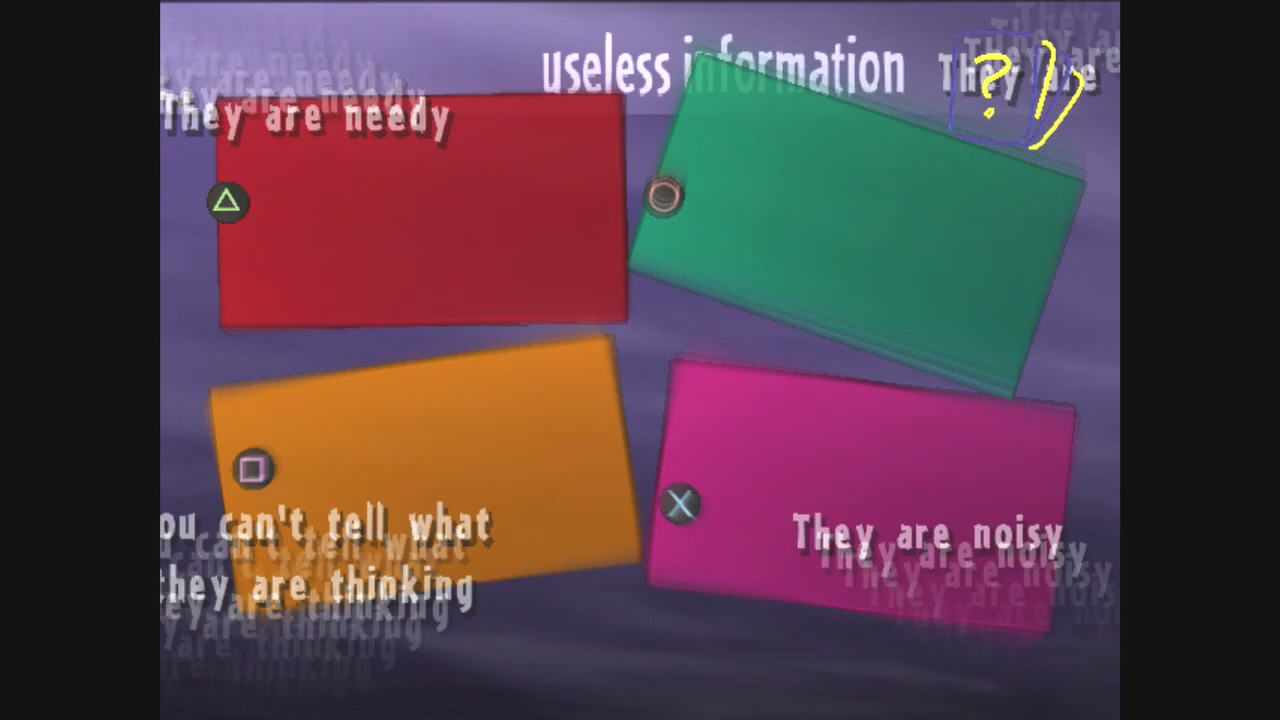 useless information
They are needy
They are
?
ou can't tell what
they are thinking
They are noisy